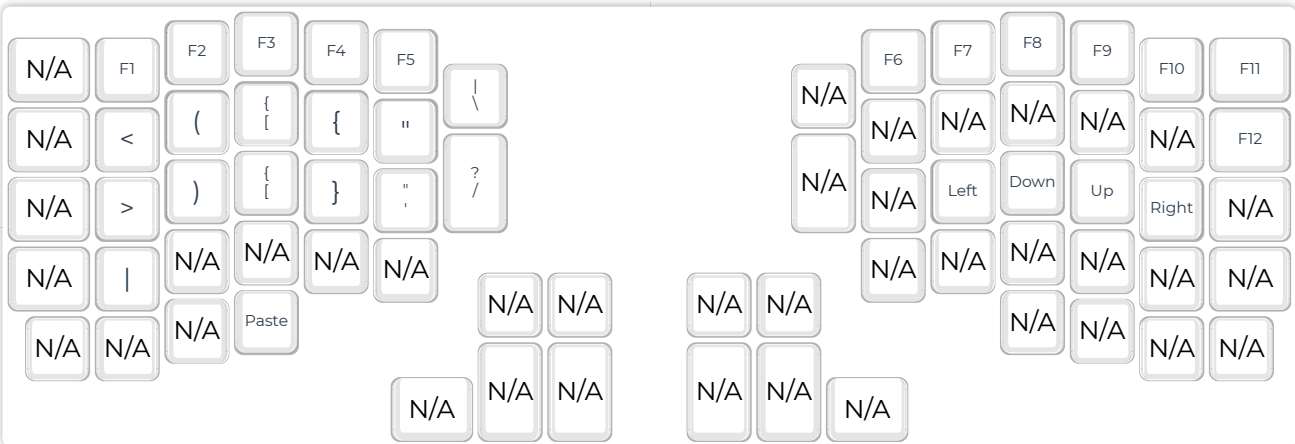 N/A F1 F2 F3 F4 F5
|
\
N/A < ( {
[ { "
N/A > ) {
[ } "
'
?
/
N/A | N/A N/A N/A N/A
N/A N/A N/A Paste
N/A N/A
N/A N/A N/A
N/A F6 F7 F8 F9 F10 F11
N/A N/A N/A N/A N/A F12
N/A N/A Left Down Up Right N/A
N/A N/A N/A N/A N/A N/A
N/A N/A N/A N/A
N/A N/A
N/A N/A N/A